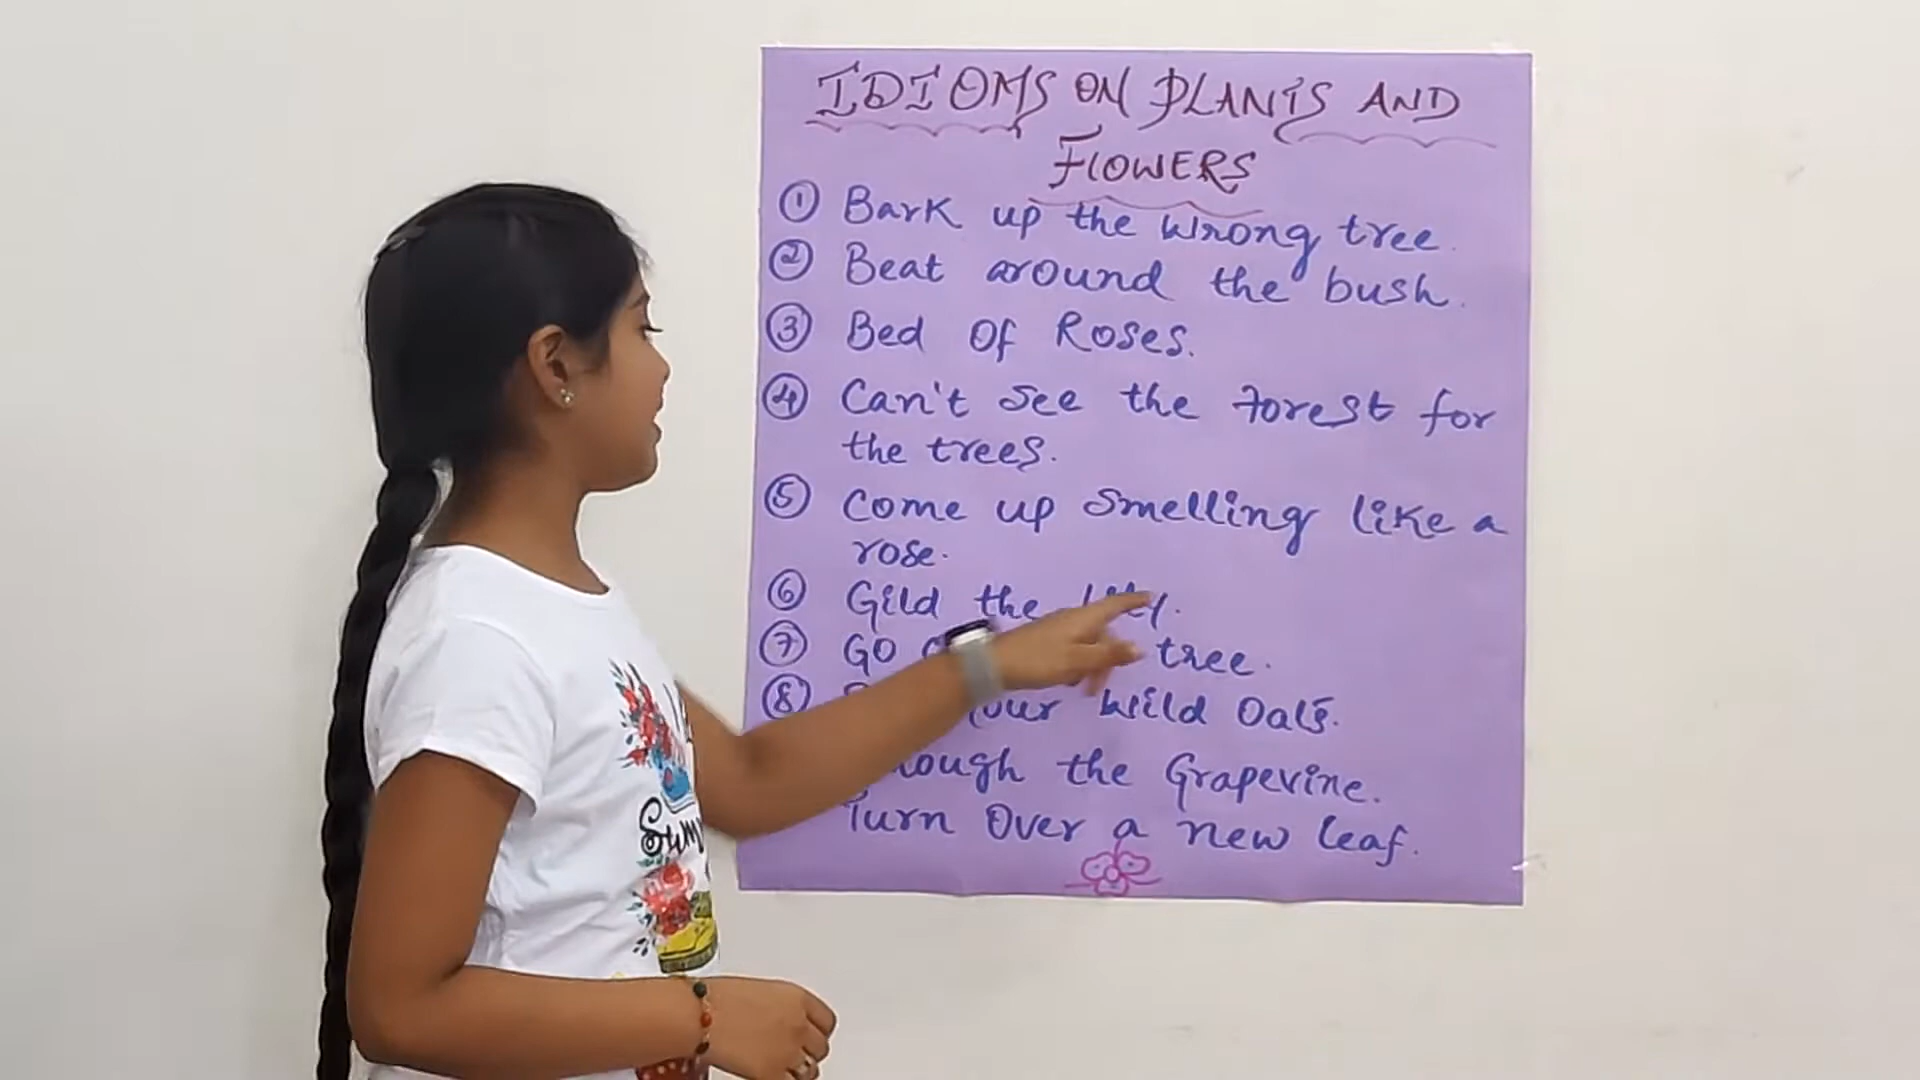 IDIOMS ON PLANTS AND
FLOWERS
① Bark up the wrong tree.
② Beat around the bush.
③ Bed Of Roses.
④ Can't see the forest for
the trees.
⑤ Come up smelling like a
rose.
⑥ Gild the lily.
⑦ GO tree.
⑧ your Wild Oats.
the Grapevine.
Turn Over a new leaf.